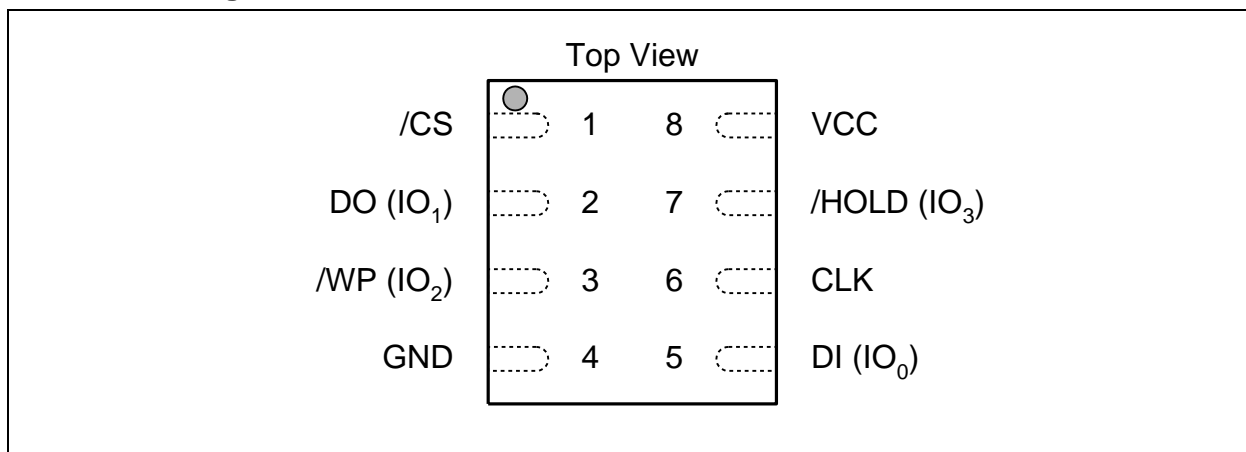 Top View
/CS 1 8 VCC
DO (IO₁) 2 7 /HOLD (IO₃)
/WP (IO₂) 3 6 CLK
GND 4 5 DI (IO₀)